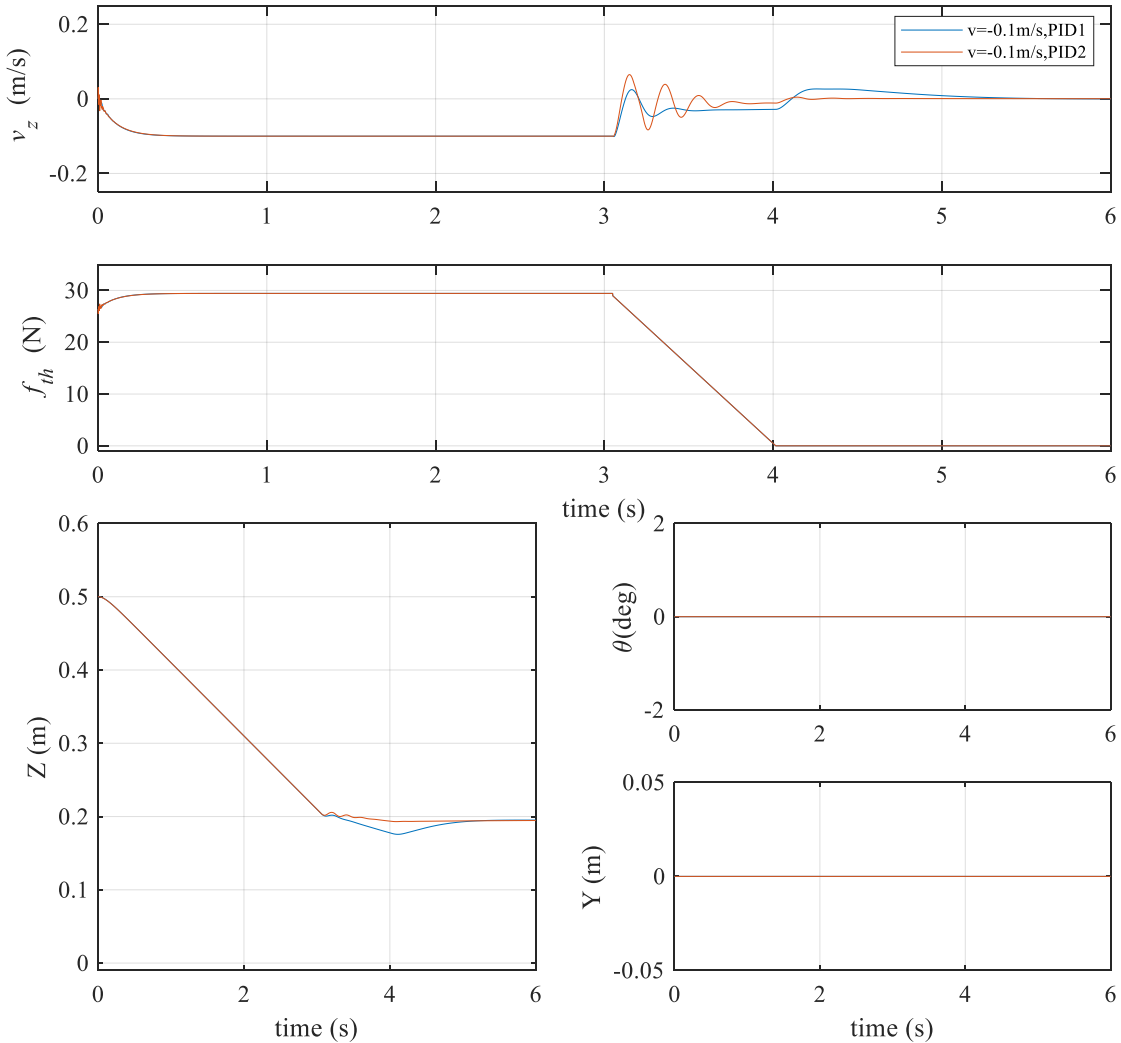 0.2
0
-0.2
v_z (m/s)
v=-0.1m/s,PID1
v=-0.1m/s,PID2
0 1 2 3 4 5 6
30
20
10
0
f_th (N)
0 1 2 3 4 5 6
time (s)
0.6
0.5
0.4
0.3
0.2
0.1
0
Z (m)
0 2 4 6
time (s)
2
0
-2
θ(deg)
0 2 4 6
0.05
0
-0.05
Y (m)
0 2 4 6
time (s)